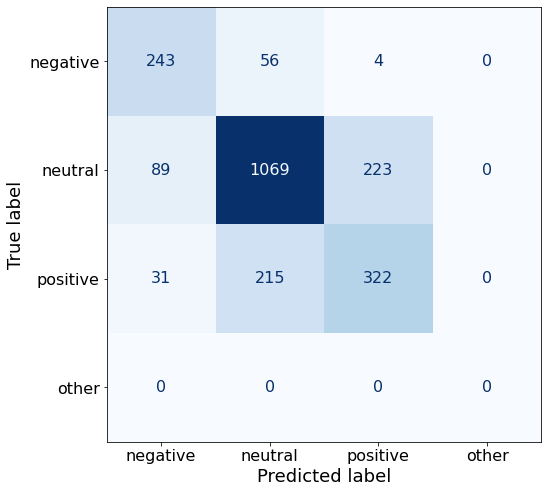 True label
negative 243 56 4 0
neutral 89 1069 223 0
positive 31 215 322 0
other 0 0 0 0
negative neutral positive other
Predicted label